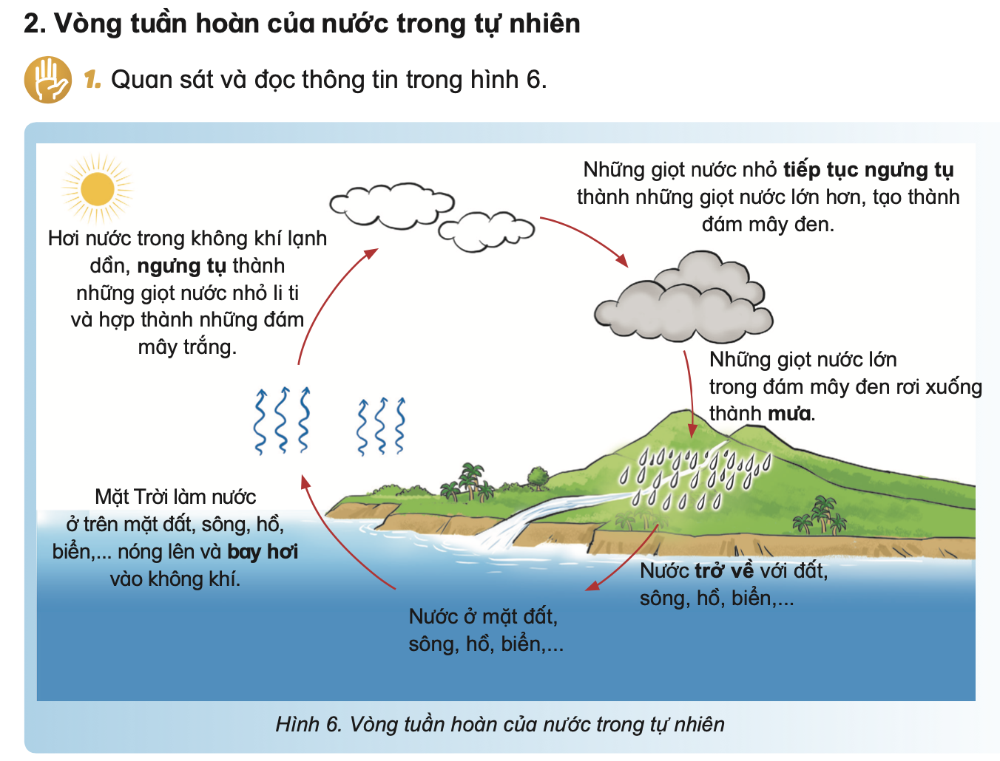 2. Vòng tuần hoàn của nước trong tự nhiên
1. Quan sát và đọc thông tin trong hình 6.
Những giọt nước nhỏ tiếp tục ngưng tụ
thành những giọt nước lớn hơn, tạo thành
đám mây đen.
Hơi nước trong không khí lạnh
dần, ngưng tụ thành
những giọt nước nhỏ li ti
và hợp thành những đám
mây trắng.
Những giọt nước lớn
trong đám mây đen rơi xuống
thành mưa.
Mặt Trời làm nước
ở trên mặt đất, sông, hồ,
biển,... nóng lên và bay hơi
vào không khí.
Nước trở về với đất,
sông, hồ, biển,...
Nước ở mặt đất,
sông, hồ, biển,...
Hình 6. Vòng tuần hoàn của nước trong tự nhiên